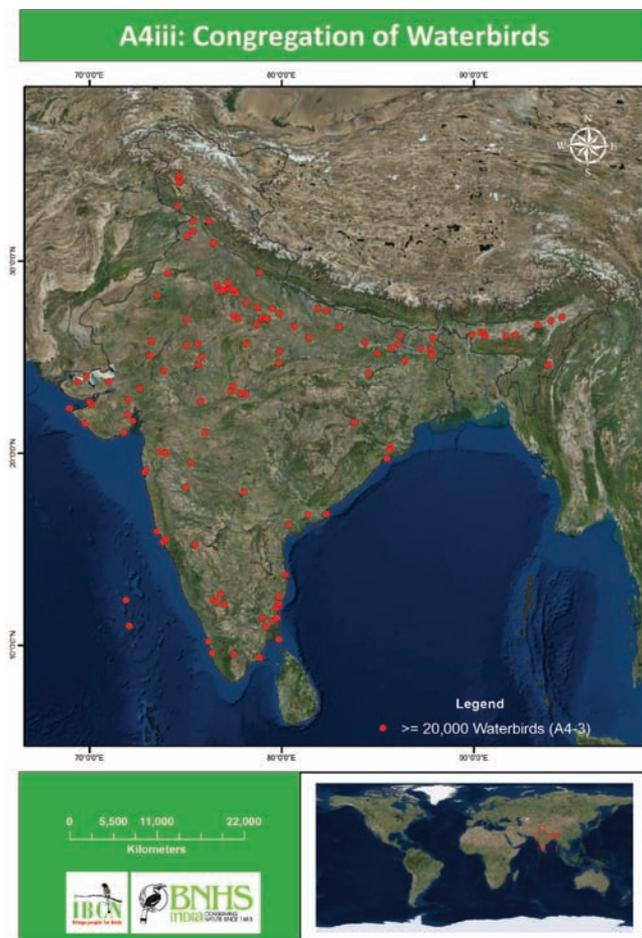 A4iii: Congregation of Waterbirds
70°0'0"E 80°0'0"E 90°0'0"E
N
W E
S
30°0'0"N
20°0'0"N
10°0'0"N
Legend
>= 20,000 Waterbirds (A4-3)
70°0'0"E 80°0'0"E 90°0'0"E
0 5,500 11,000 22,000
Kilometers
IBCN
BNHS
INDIA